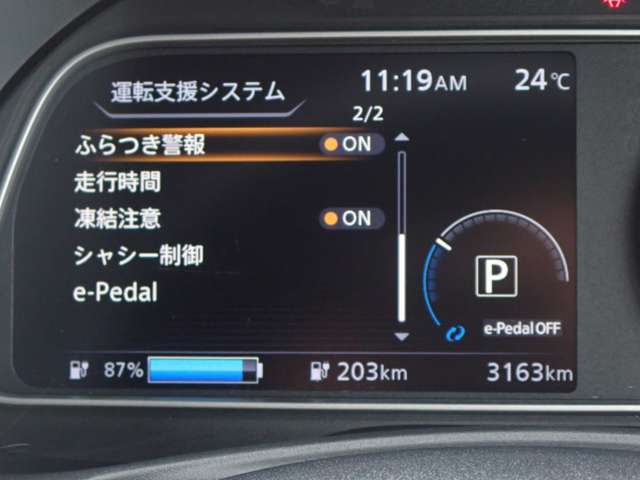 運転支援システム 11:19AM 24℃
2/2
ふらつき警報 ON
走行時間
凍結注意 ON
シャシー制御
e-Pedal
P
e-Pedal OFF
87% 203km 3163km